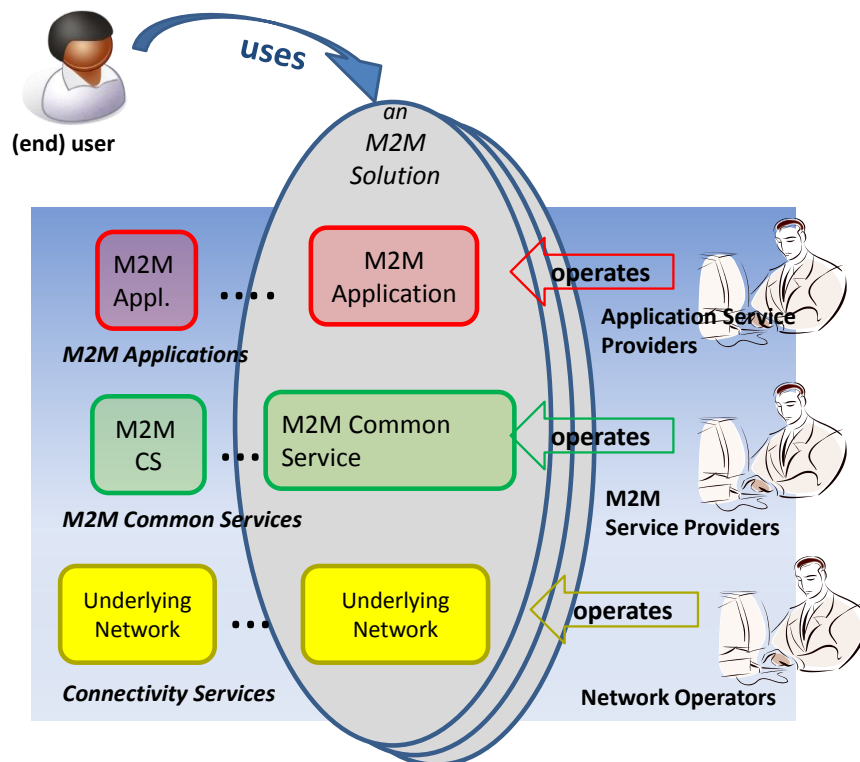 uses
(end) user
an
M2M
Solution
M2M
Appl.
....
M2M
Application
operates
Application Service
Providers
M2M Applications
M2M
CS
...
M2M Common
Service
operates
M2M Common Services
M2M
Service Providers
Underlying
Network
...
Underlying
Network
operates
Connectivity Services
Network Operators